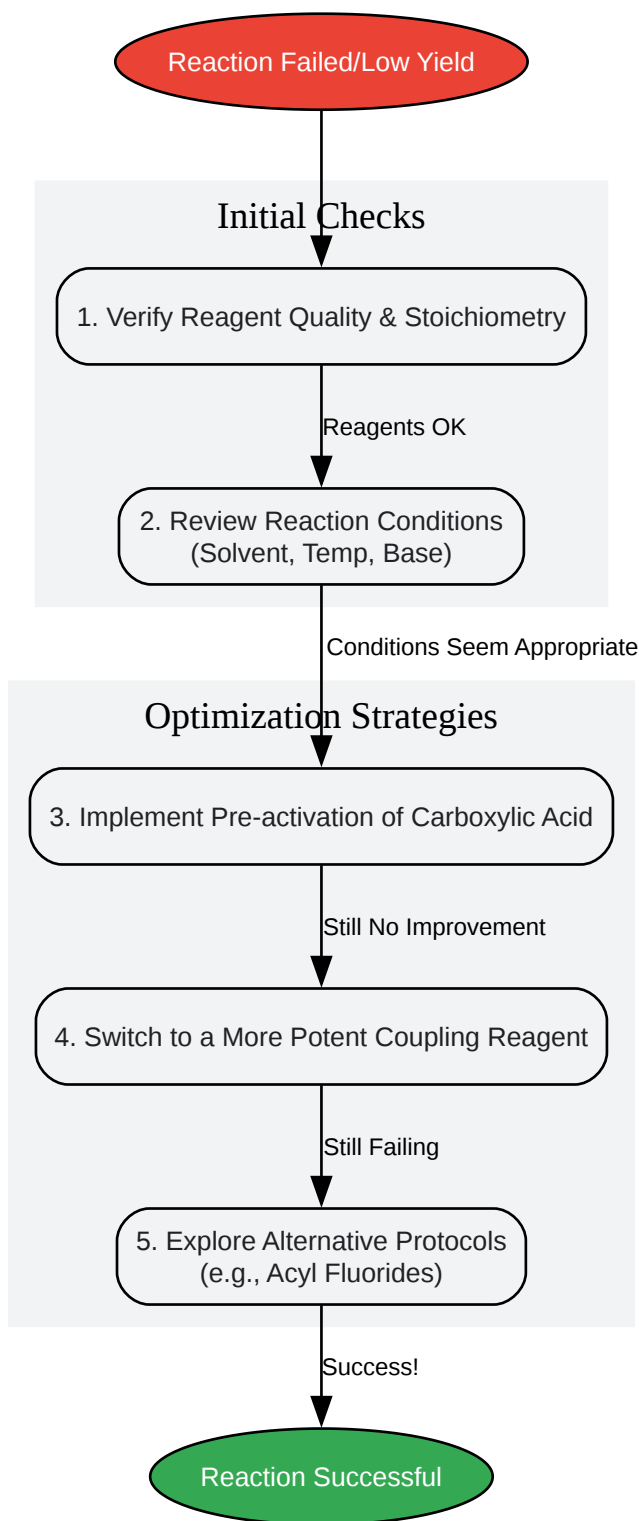 Reaction Failed/Low Yield
Initial Checks
1. Verify Reagent Quality & Stoichiometry
Reagents OK
2. Review Reaction Conditions
(Solvent, Temp, Base)
Conditions Seem Appropriate
Optimization Strategies
3. Implement Pre-activation of Carboxylic Acid
Still No Improvement
4. Switch to a More Potent Coupling Reagent
Still Failing
5. Explore Alternative Protocols
(e.g., Acyl Fluorides)
Success!
Reaction Successful